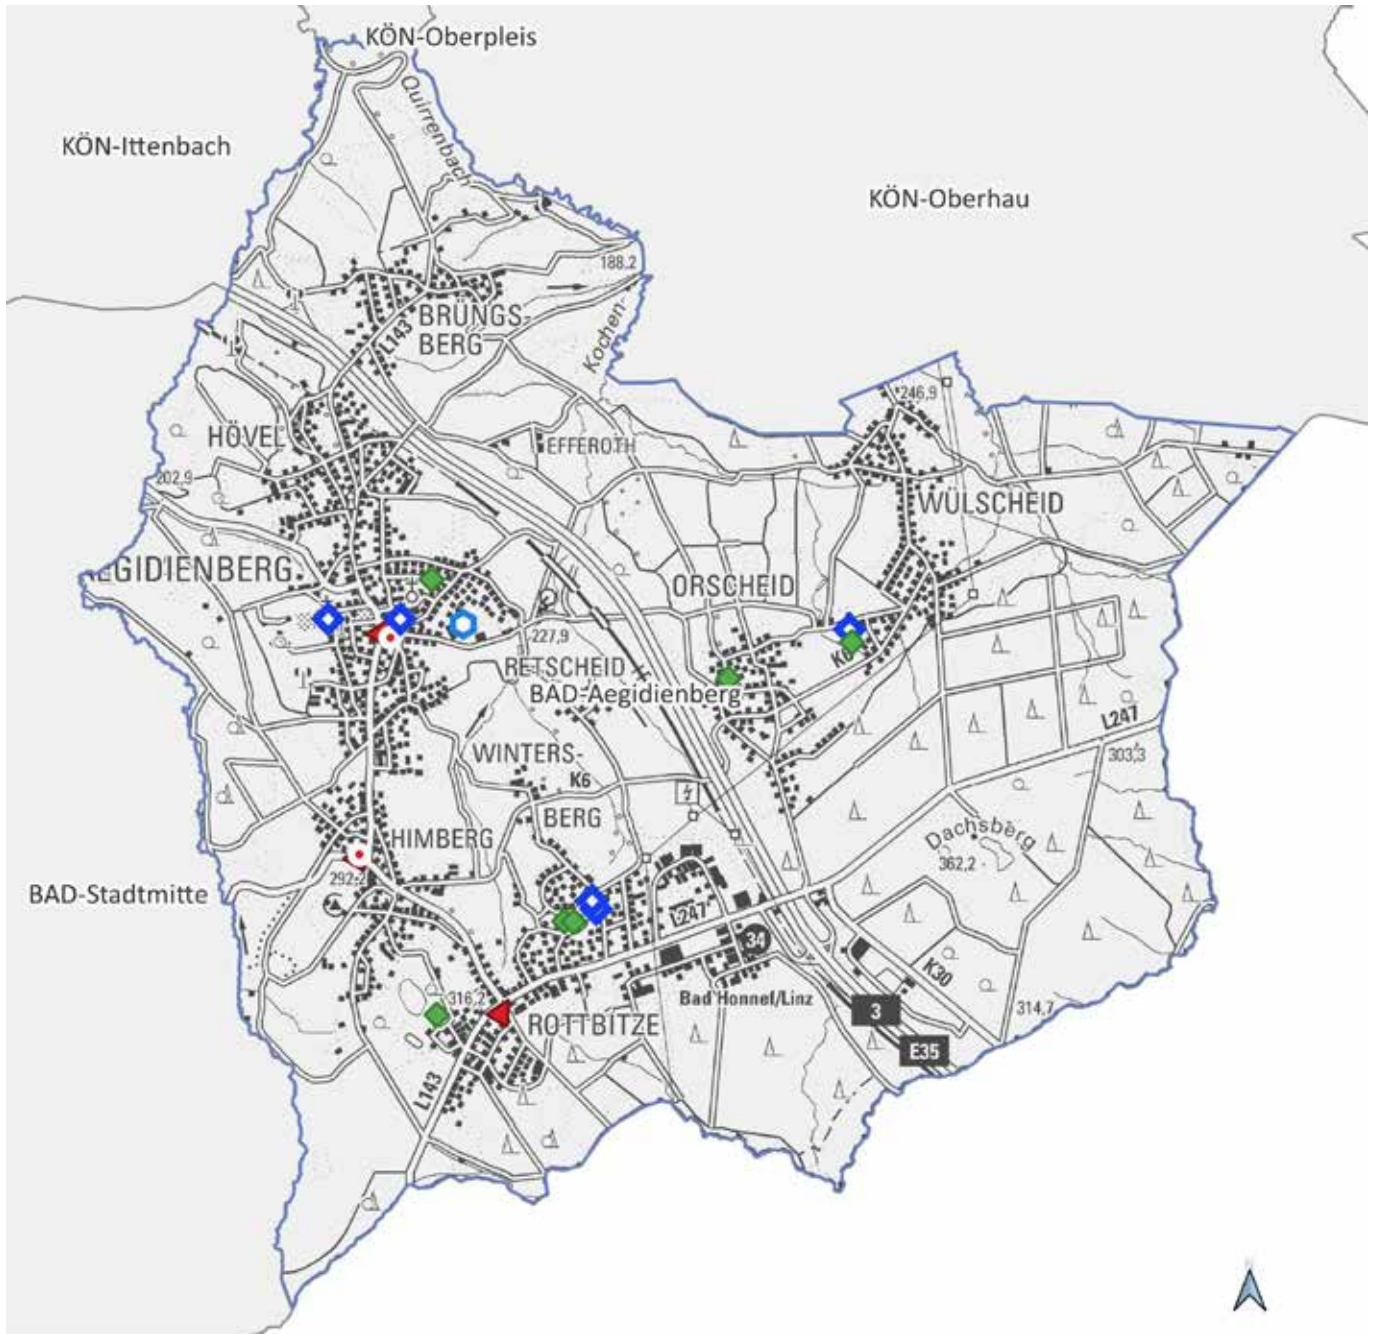 KÖN-Oberpleis
Quirrenbach
KÖN-Ittenbach
KÖN-Oberhau
188.2
BRÜNGS-
BERG
L143
Kochen-
246,9
HÖVEL
EFFEROTH
202,9
WÜLSCHEID
EGIDIENBERG
ORSCHEID
227,9
K6
RETSCHEID
BAD-Aegidienberg
L247
WINTERS-
303,3
K6
BERG
HIMBERG
Dachsberg
362,2
292,2
BAD-Stadtmitte
L247
34
K30
316,2
Bad Honnef/Linz
314,7
3
ROTTBITZE
E35
L143